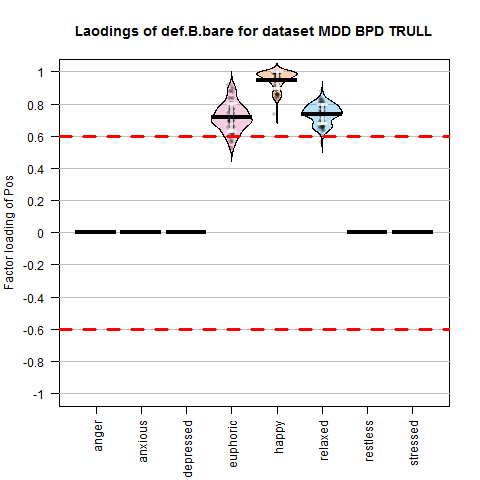 Laodings of def.B.bare for dataset MDD BPD TRULL
Factor loading of Pos
1
0.8
0.6
0.4
0.2
0
-0.2
-0.4
-0.6
-0.8
-1
anger
anxious
depressed
euphoric
happy
relaxed
restless
stressed